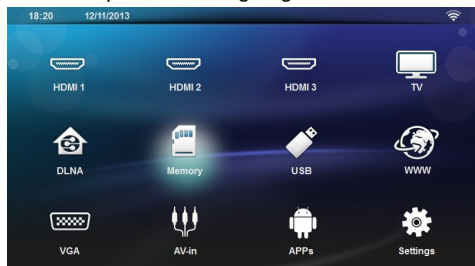 18:20 12/11/2013
HDMI 1 HDMI 2 HDMI 3 TV
DLNA Memory USB WWW
VGA AV-in APPs Settings